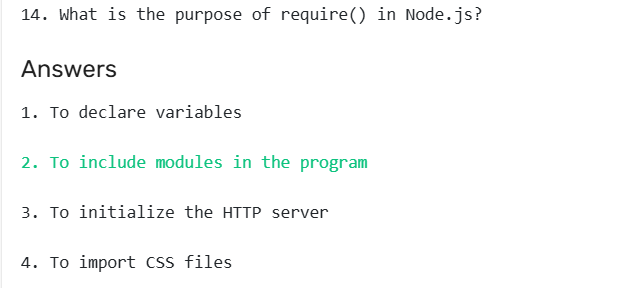 14. What is the purpose of require() in Node.js?
Answers
1. To declare variables
2. To include modules in the program
3. To initialize the HTTP server
4. To import CSS files